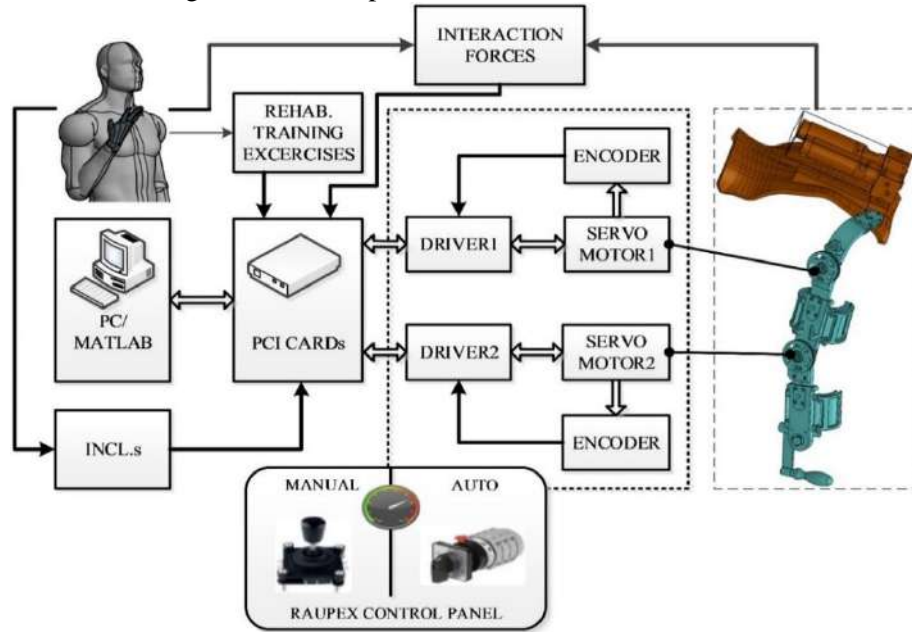 INTERACTION
FORCES
REHAB.
TRAINING
EXCERCISES
ENCODER
DRIVER1
SERVO
MOTOR1
PC/
MATLAB
PCI CARDs
DRIVER2
SERVO
MOTOR2
INCL.s
ENCODER
MANUAL
AUTO
RAUPEX CONTROL PANEL